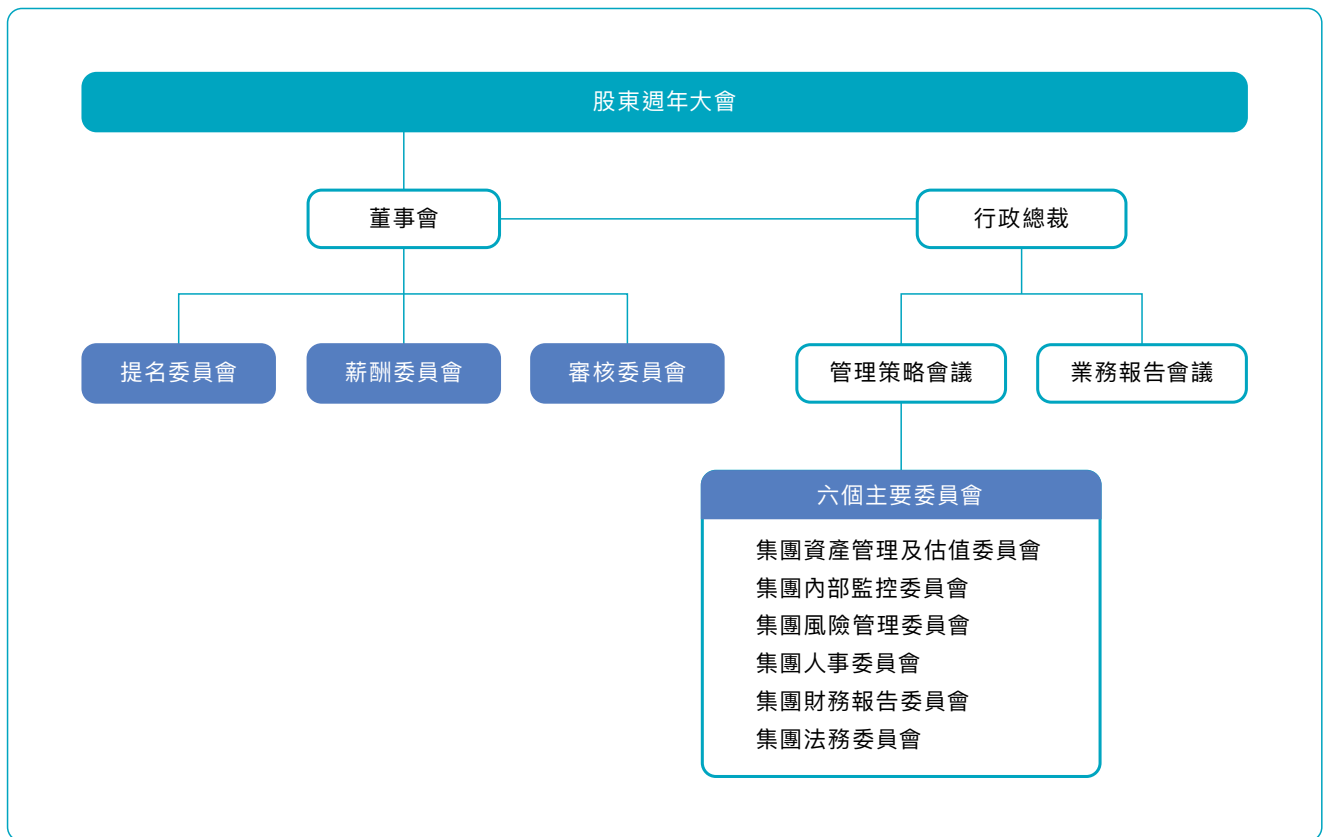 股東週年大會
董事會
行政總裁
提名委員會
薪酬委員會
審核委員會
管理策略會議
業務報告會議
六個主要委員會
集團資產管理及估值委員會
集團內部監控委員會
集團風險管理委員會
集團人事委員會
集團財務報告委員會
集團法務委員會